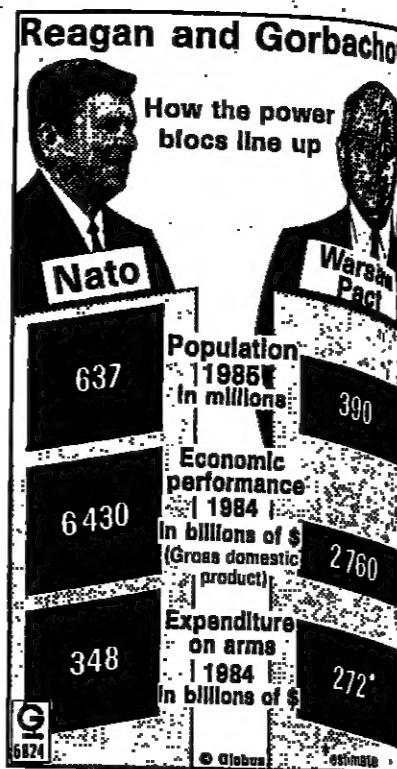 Reagan and Gorbacho
How the power
blocs line up
Nato
Warsaw
Pact
Population
1985
in millions
637
390
Economic
performance
1984
in billions of $
(Gross domestic
product)
6 430
2 760
Expenditure
on arms
1984
in billions of $
348
272*
G
6824
© Globus
*estimate